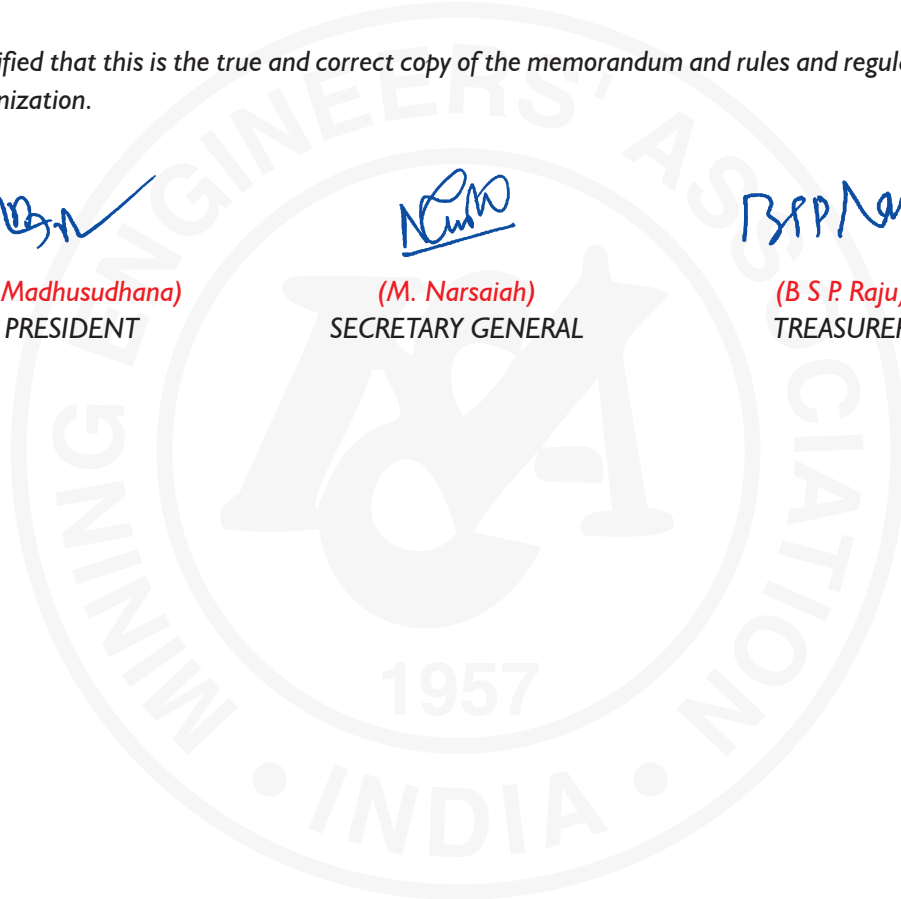 ified that this is the true and correct copy of the memorandum and rules and regul
nization.
Madhusudhana) (M. Narsaiah) (B S P. Raju)
PRESIDENT SECRETARY GENERAL TREASURER
MINING ENGINEERS' ASSOCIATION
1957
• INDIA •